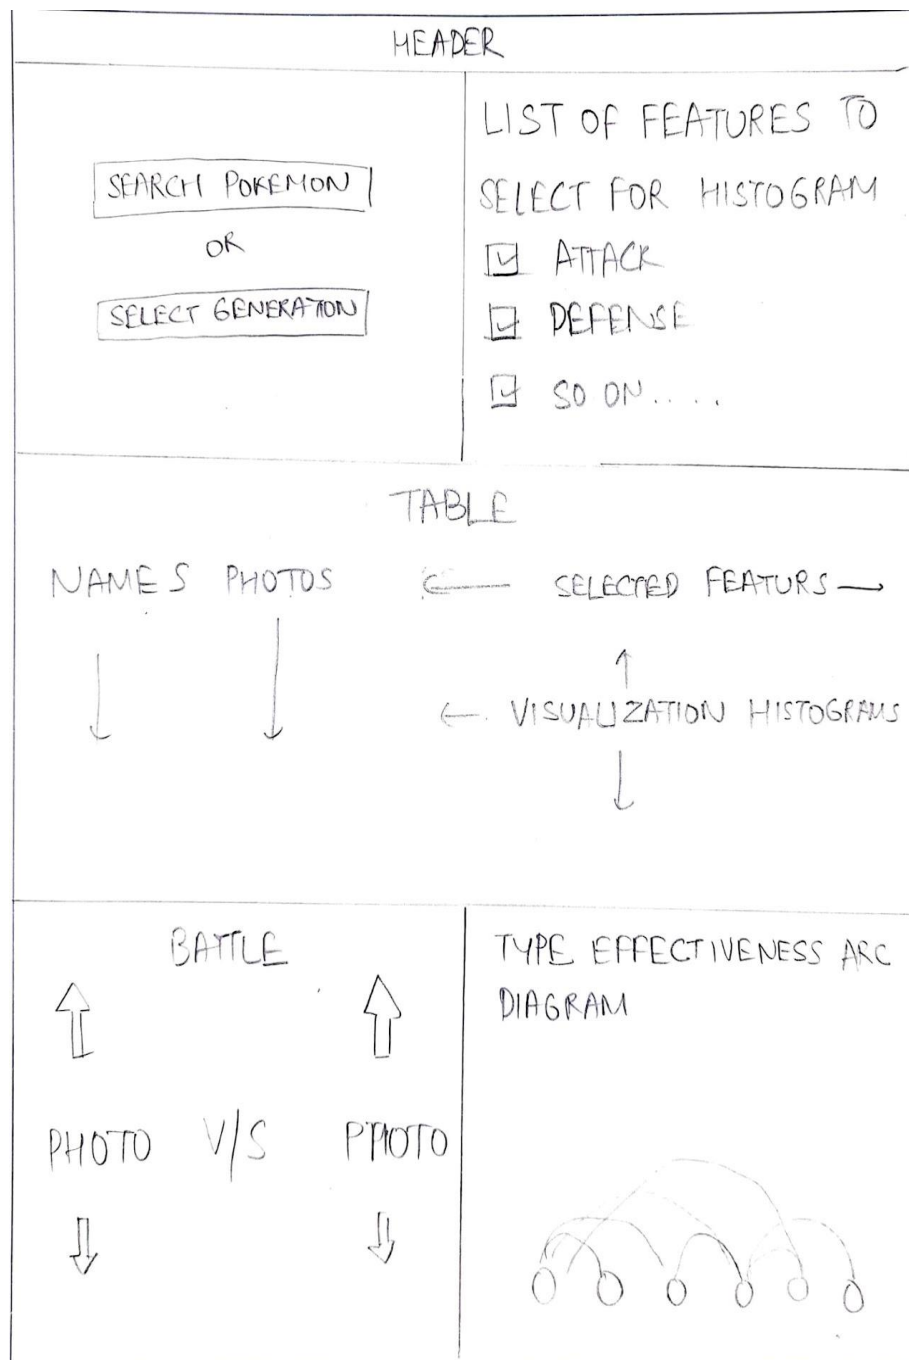 HEADER
SEARCH POKEMON
OR
SELECT GENERATION
LIST OF FEATURES TO
SELECT FOR HISTOGRAM
ATTACK
DEFENSE
SO ON.....
TABLE
NAMES PHOTOS SELECTED FEATURS
VISUALIZATION HISTOGRAMS
BATTLE
PHOTO V/S PHOTO
TYPE EFFECTIVENESS ARC
DIAGRAM